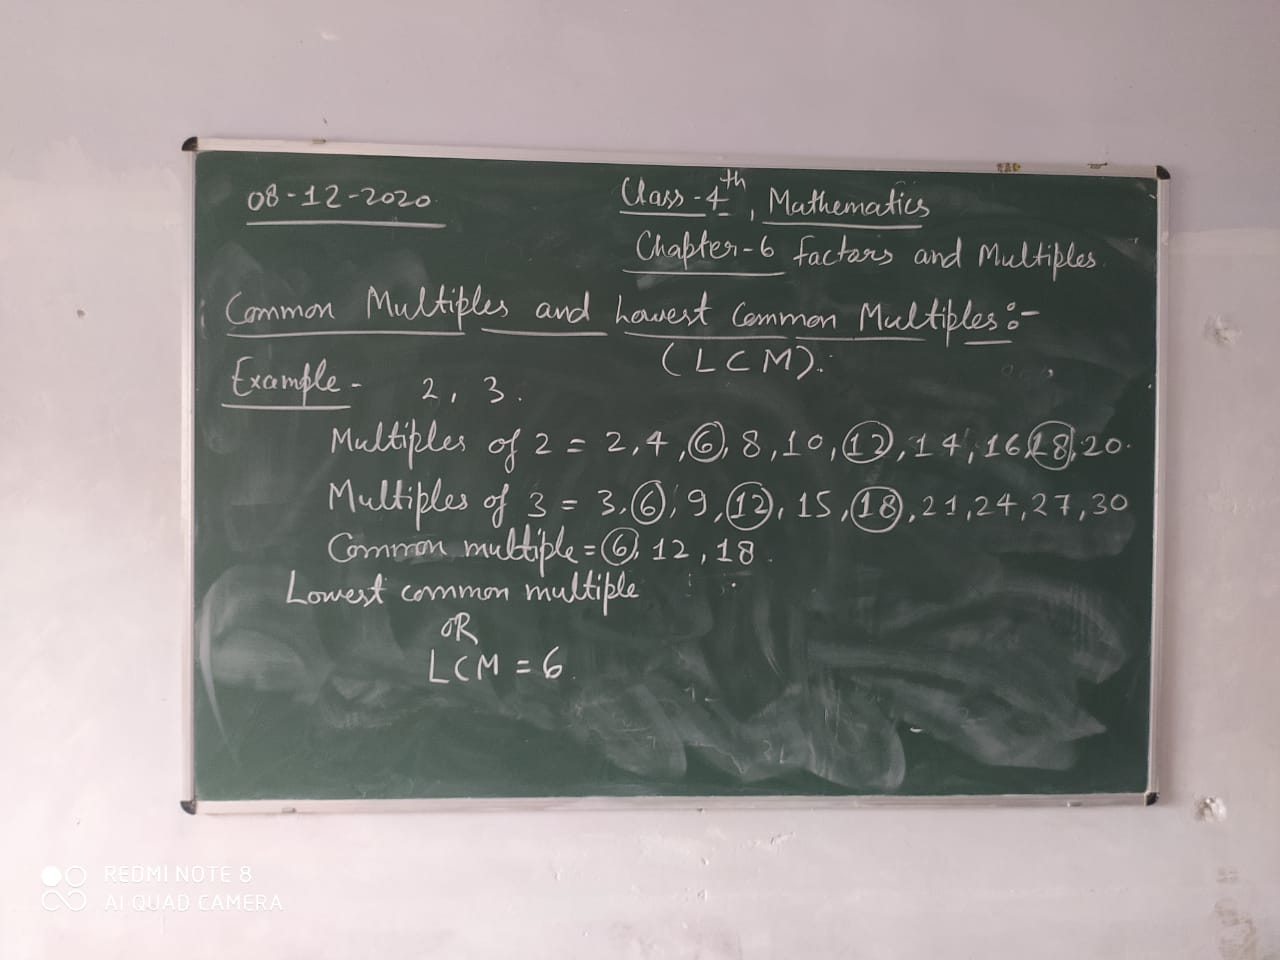 08-12-2020.
Class-4th, Mathematics
Chapter-6 Factors and Multiples.
Common Multiples and Lowest Common Multiples:-
(LCM).
Example- 2, 3.
Multiples of 2 = 2,4,6,8,10,12,14,16,18,20.
Multiples of 3 = 3,6,9,12,15,18,21,24,27,30
Common multiple=6,12,18.
Lowest common multiple
OR
LCM = 6.
REDMI NOTE 8
AI QUAD CAMERA